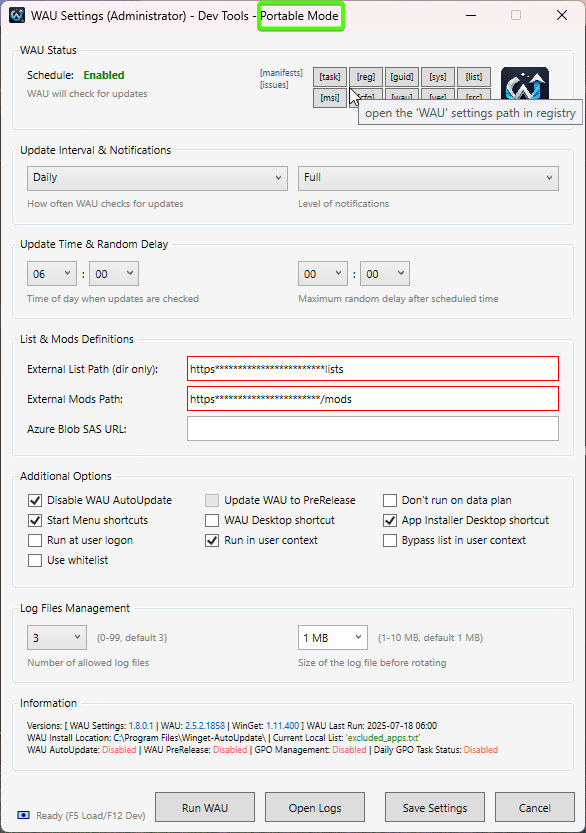 WAU Settings (Administrator) - Dev Tools - Portable Mode
WAU Status
Schedule: Enabled
WAU will check for updates
[manifests]
[issues]
[task] [reg] [guid] [sys] [list]
[msi] [cfg] [wau] [ver] [src]
open the 'WAU' settings path in registry
Update Interval & Notifications
Daily Full
How often WAU checks for updates Level of notifications
Update Time & Random Delay
06 : 00 00 : 00
Time of day when updates are checked Maximum random delay after scheduled time
List & Mods Definitions
External List Path (dir only): https************************lists
External Mods Path: https***********************/mods
Azure Blob SAS URL:
Additional Options
Disable WAU AutoUpdate Update WAU to PreRelease Don't run on data plan
Start Menu shortcuts WAU Desktop shortcut App Installer Desktop shortcut
Run at user logon Run in user context Bypass list in user context
Use whitelist
Log Files Management
3 (0-99, default 3) 1 MB (1-10 MB, default 1 MB)
Number of allowed log files Size of the log file before rotating
Information
Versions: [ WAU Settings: 1.8.0.1 | WAU: 2.5.2.1858 | WinGet: 1.11.400 ] WAU Last Run: 2025-07-18 06:00
WAU Install Location: C:\Program Files\Winget-AutoUpdate\ | Current Local List: 'excluded_apps.txt'
WAU AutoUpdate: Disabled | WAU PreRelease: Disabled | GPO Management: Disabled | Daily GPO Task Status: Disabled
Ready (F5 Load/F12 Dev) Run WAU Open Logs Save Settings Cancel